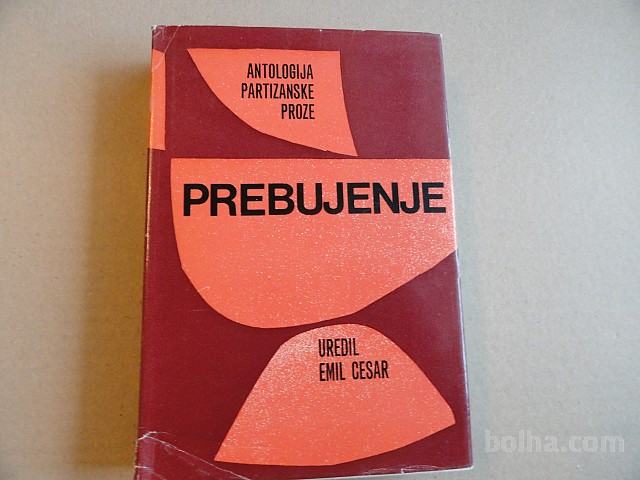 ANTOLOGIJA
PARTIZANSKE
PROZE
PREBUJENJE
UREDIL
EMIL CESAR
bolha.com